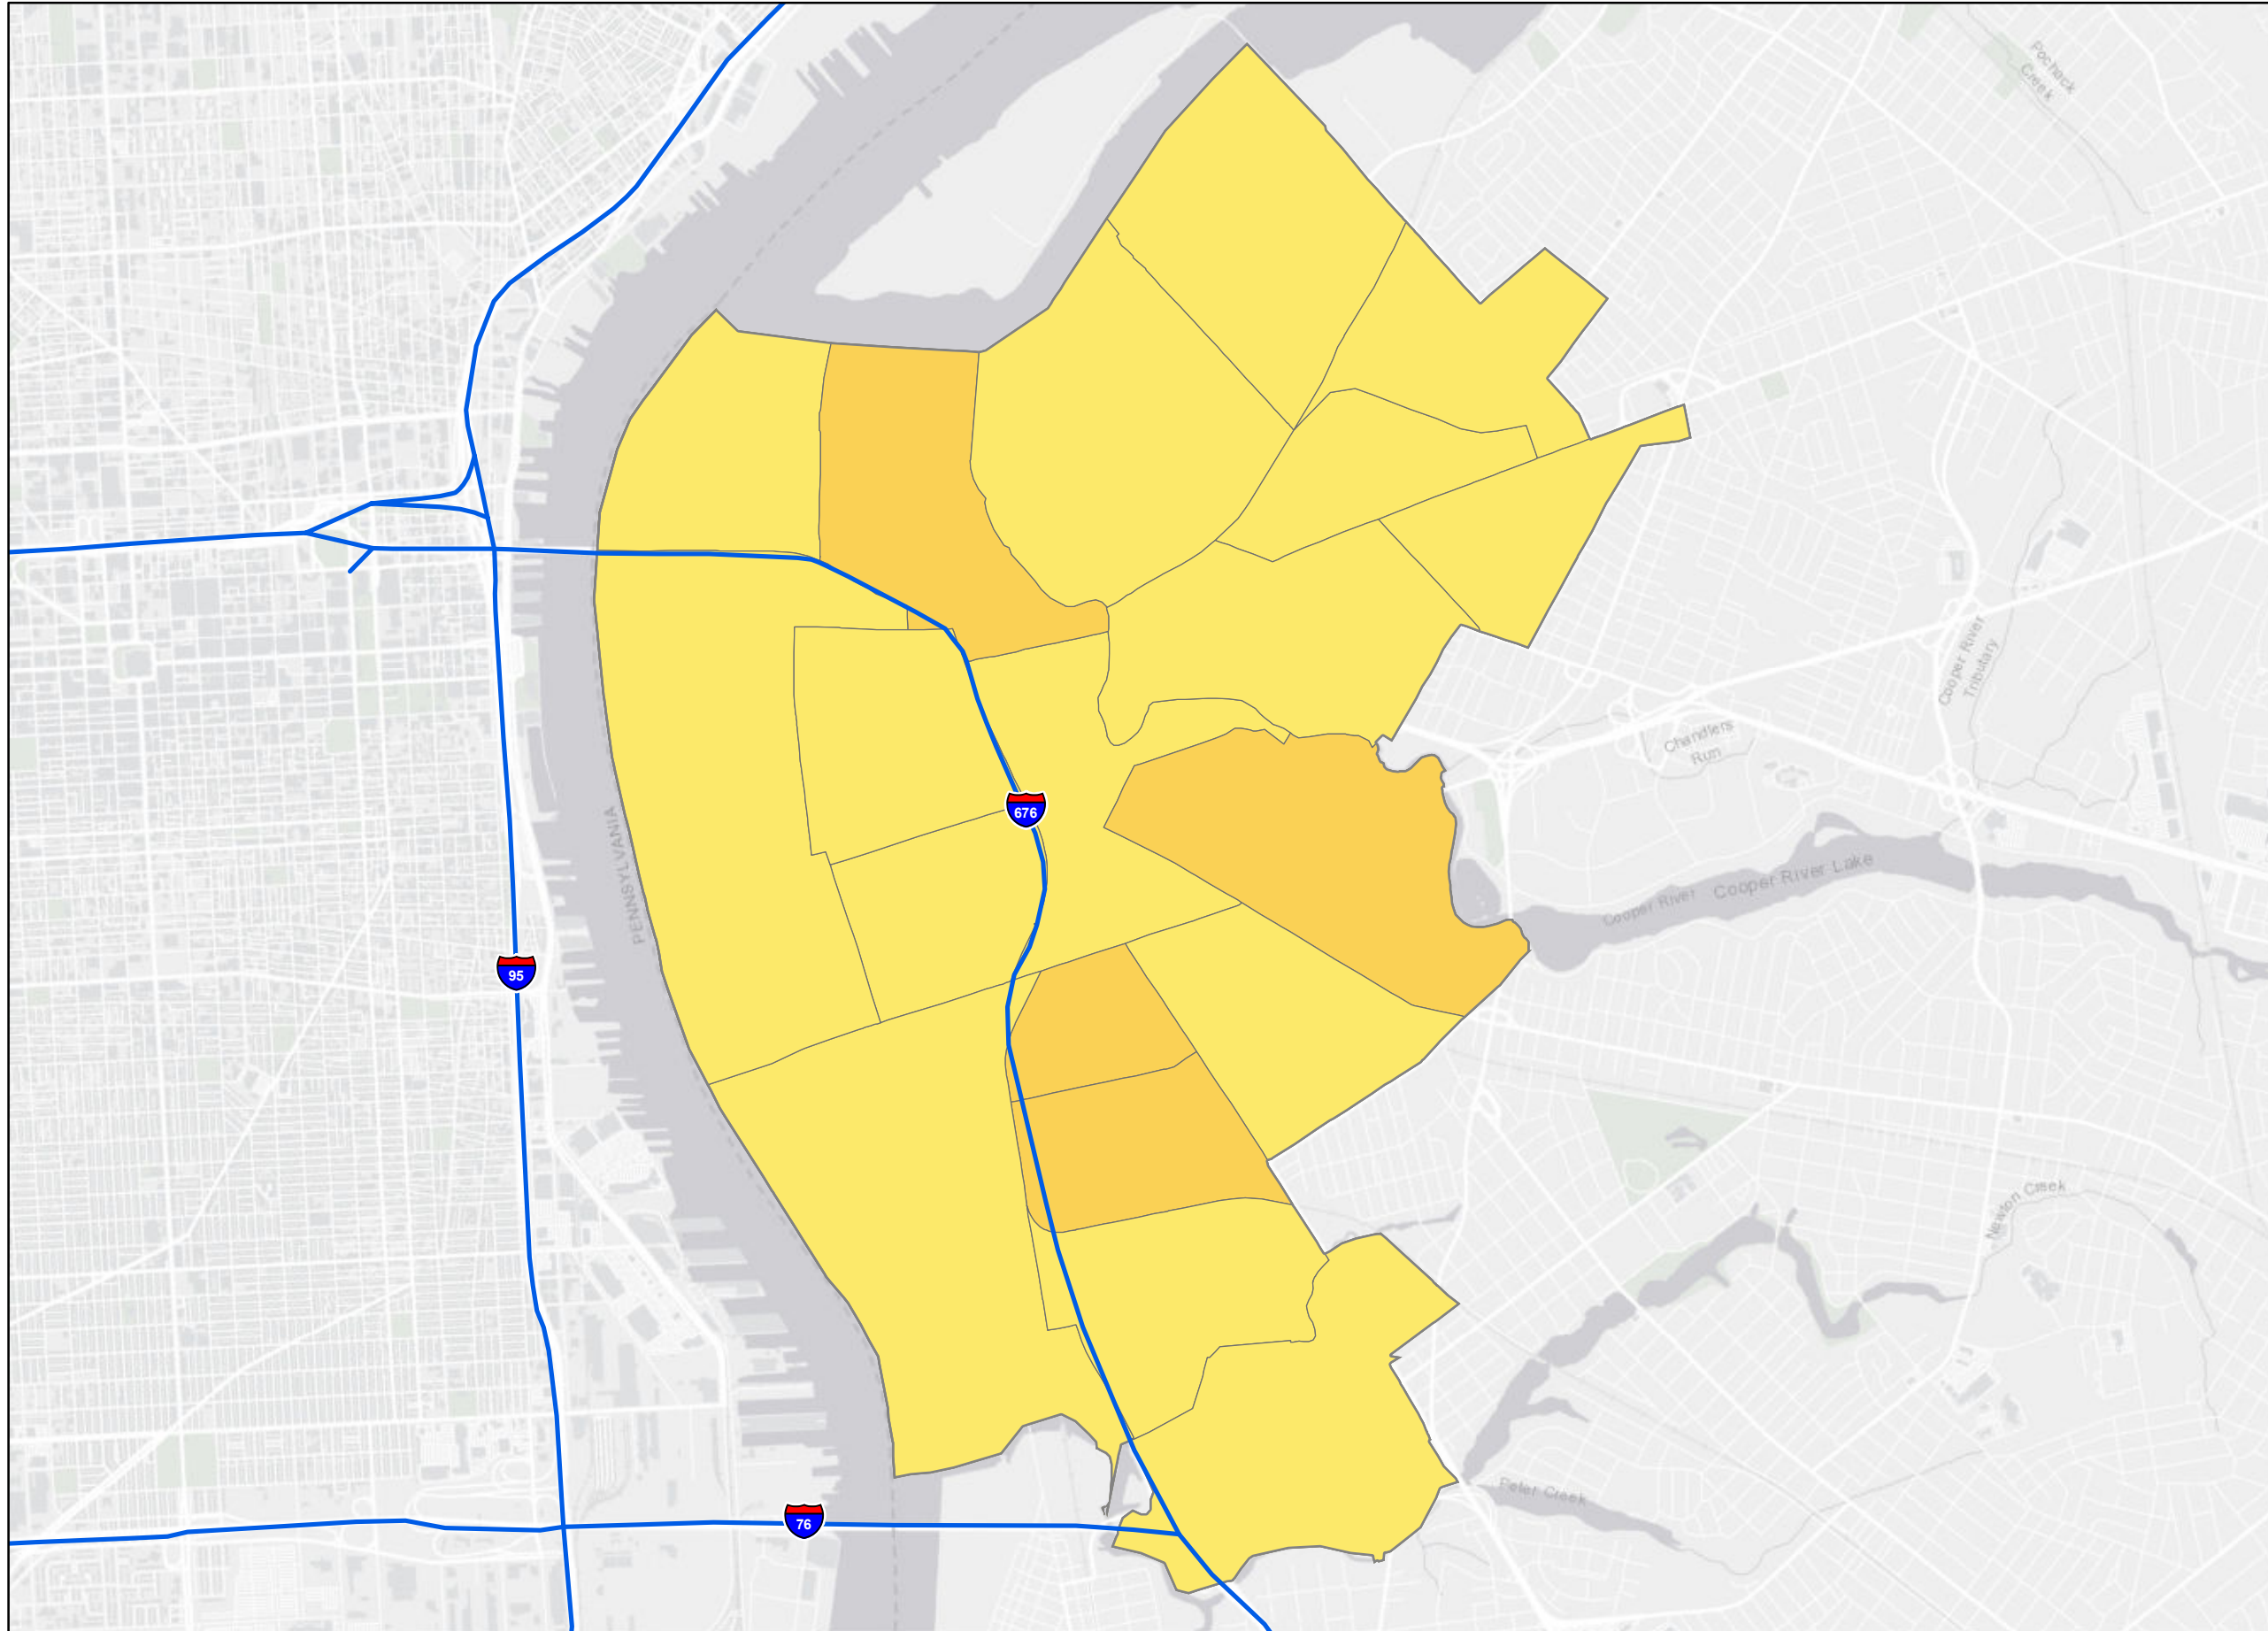 Pochack
Creek
Cooper River
Tributary
Chandlers
Run
676
PENNSYLVANIA
Cooper River
Cooper River Lake
95
Newton Creek
Peter Creek
76